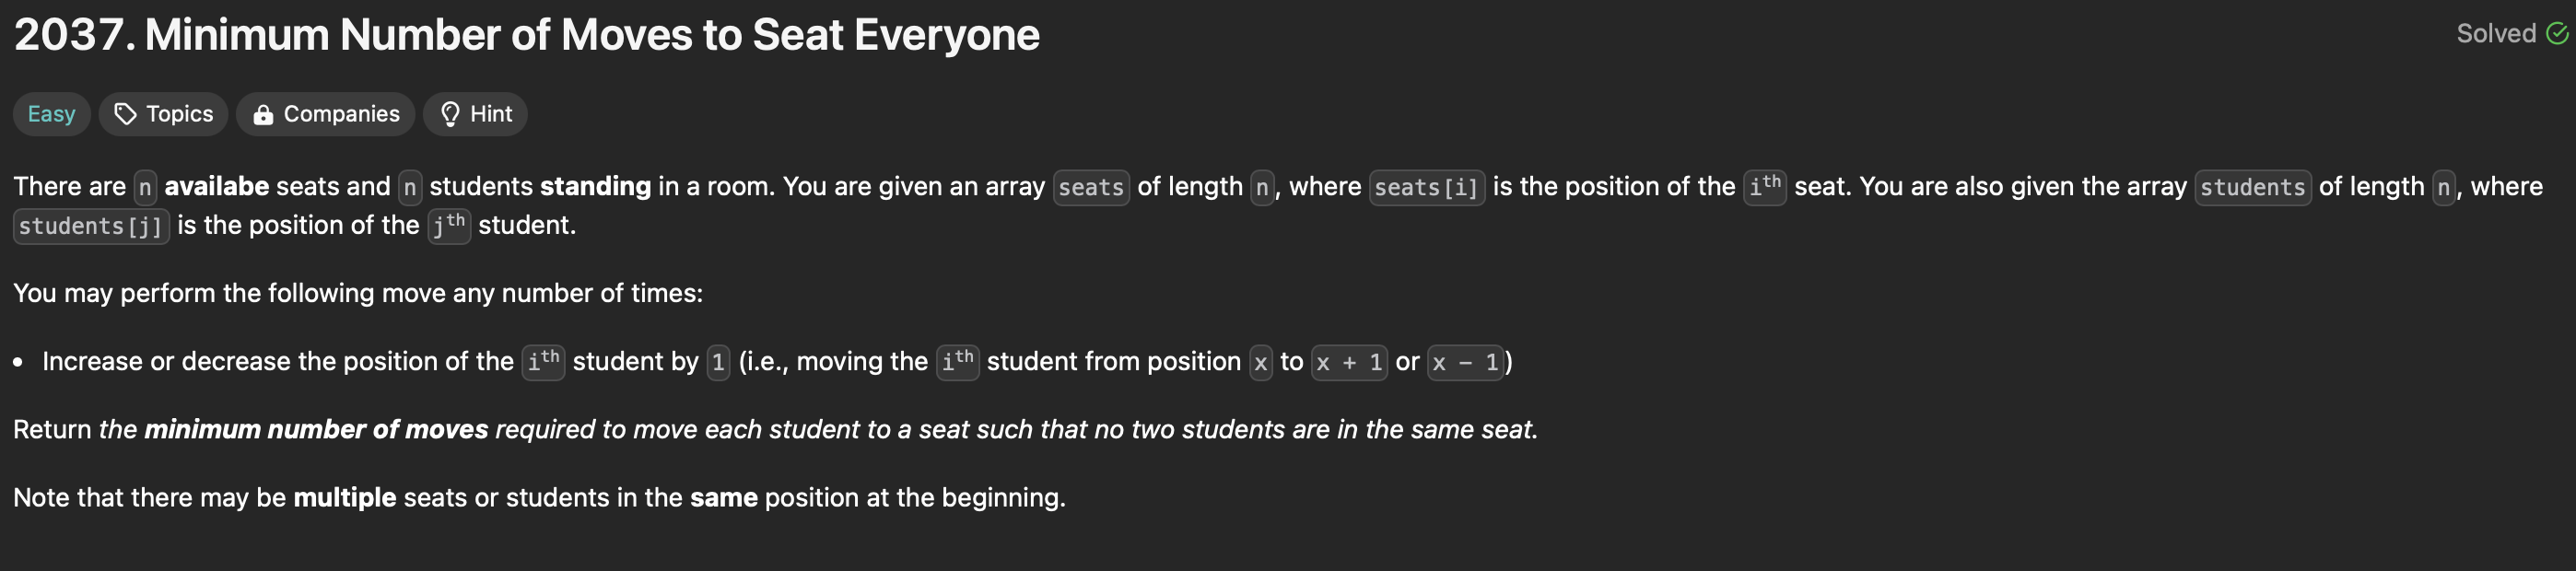 2037. Minimum Number of Moves to Seat Everyone
Solved
Easy
Topics
Companies
Hint
There are n availabe seats and n students standing in a room. You are given an array seats of length n, where seats[i] is the position of the ith seat. You are also given the array students of length n, where
students[j] is the position of the jth student.
You may perform the following move any number of times:
• Increase or decrease the position of the ith student by 1 (i.e., moving the ith student from position x to x + 1 or x - 1)
Return the minimum number of moves required to move each student to a seat such that no two students are in the same seat.
Note that there may be multiple seats or students in the same position at the beginning.